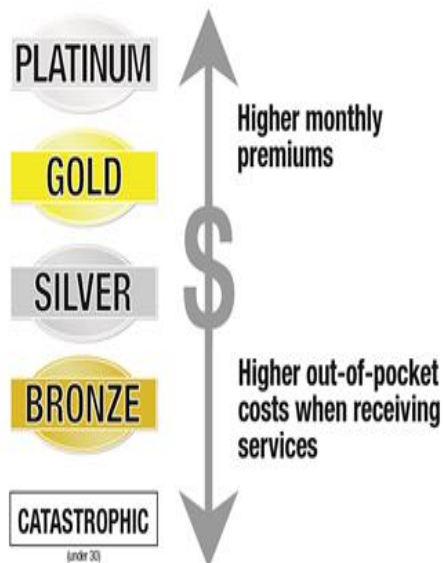 PLATINUM
GOLD
SILVER
BRONZE
CATASTROPHIC
(under 30)
Higher monthly
premiums
$
Higher out-of-pocket
costs when receiving
services